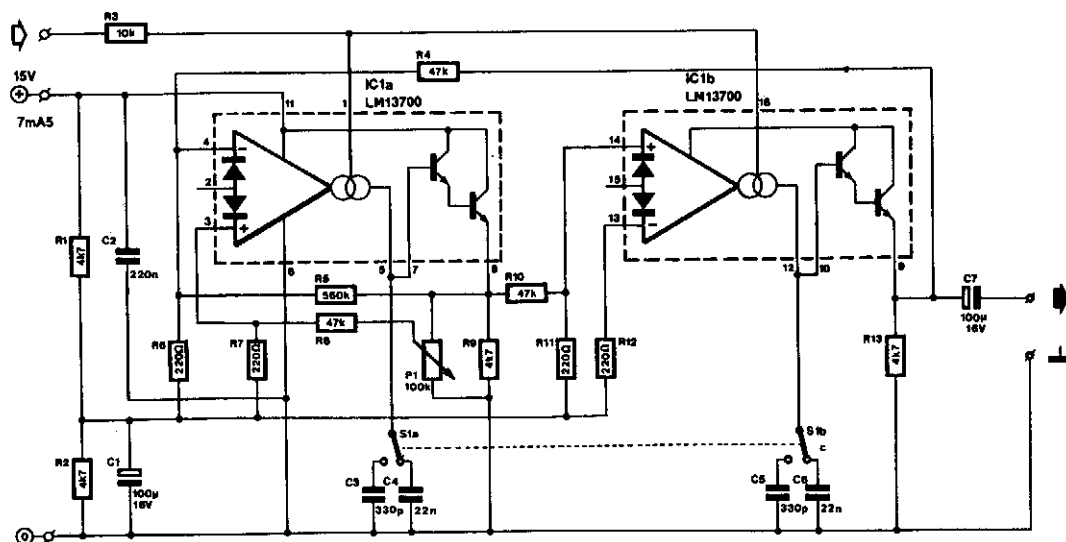 R3
10k
R4
47k
15V
7mA5
IC1a
LM13700
IC1b
LM13700
11
1
16
4
2
3
14
15
13
R1
4k7
C2
220n
6
5
7
8
12
10
9
R5
560k
R10
47k
C7
100µ
16V
R6
220Ω
R7
220Ω
R8
47k
P1
100k
R9
4k7
R11
220Ω
R12
220Ω
R13
4k7
R2
4k7
C1
100µ
16V
S1a
S1b
C3
330p
C4
22n
C5
330p
C6
22n